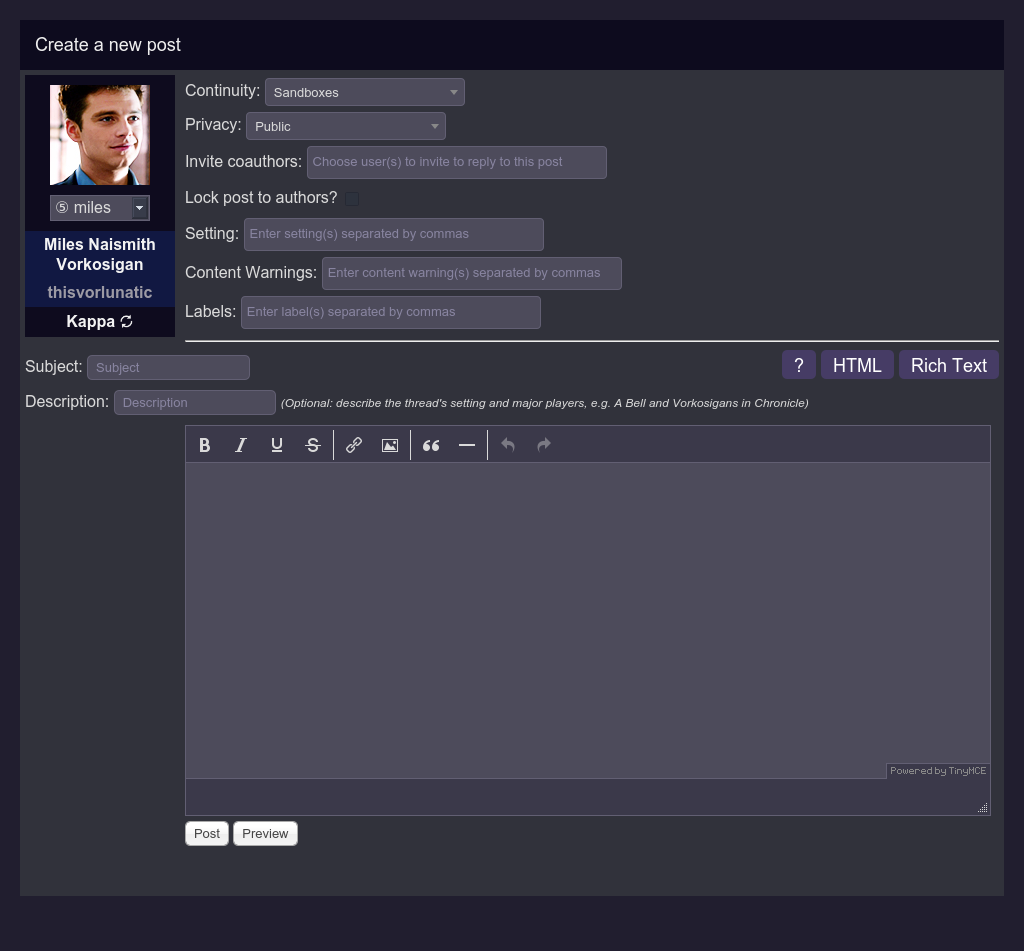 Create a new post
Continuity: Sandboxes
Privacy: Public
Invite coauthors: Choose user(s) to invite to reply to this post
Lock post to authors?
Setting: Enter setting(s) separated by commas
Content Warnings: Enter content warning(s) separated by commas
Labels: Enter label(s) separated by commas
⑤ miles
Miles Naismith
Vorkosigan
thisvorlunatic
Kappa
Subject: Subject
? HTML Rich Text
Description: Description (Optional: describe the thread's setting and major players, e.g. A Bell and Vorkosigans in Chronicle)
B I U S
Powered by TinyMCE
Post Preview